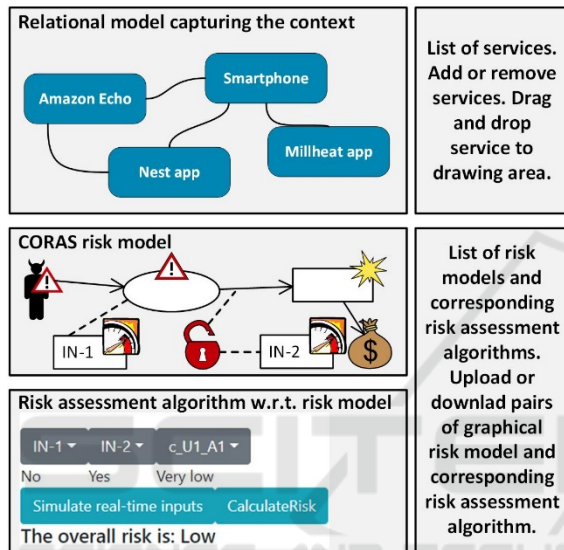 Relational model capturing the context
Amazon Echo
Smartphone
Nest app
Millheat app
List of services.
Add or remove
services. Drag
and drop
service to
drawing area.
CORAS risk model
IN-1
IN-2
$
List of risk
models and
corresponding
risk assessment
algorithms.
Upload or
downlad pairs
of graphical
risk model and
corresponding
risk assessment
algorithm.
Risk assessment algorithm w.r.t. risk model
IN-1 IN-2 c_U1_A1
No Yes Very low
Simulate real-time inputs CalculateRisk
The overall risk is: Low